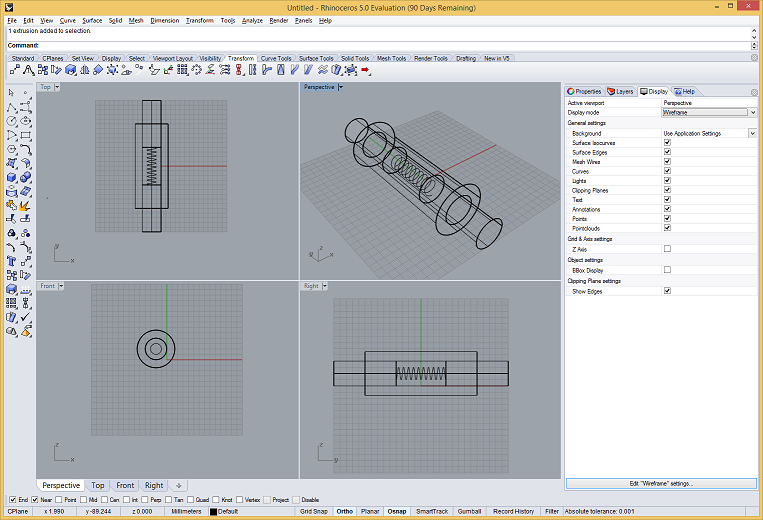 Untitled - Rhinoceros 5.0 Evaluation (90 Days Remaining)
File Edit View Curve Surface Solid Mesh Dimension Transform Tools Analyze Render Panels Help
1 extrusion added to selection.
Command:
Standard CPlanes Set View Display Select Viewport Layout Visibility Transform Curve Tools Surface Tools Solid Tools Mesh Tools Render Tools Drafting New in V5
Top
Perspective
Properties Layers Display Help
Active viewport Perspective
Display mode Wireframe
General settings
Background Use Application Settings
Surface Isocurves
Surface Edges
Mesh Wires
Curves
Lights
Clipping Planes
Text
Annotations
Points
Pointclouds
Grid & Axis settings
Z Axis
Object settings
BBox Display
Clipping Plane settings
Show Edges
y
x
z
y
x
Front
Right
z
x
z
y
Perspective Top Front Right
Edit "Wireframe" settings...
End Near Point Mid Cen Int Perp Tan Quad Knot Vertex Project Disable
CPlane x 1.990 y -89.244 z 0.000 Millimeters Default Grid Snap Ortho Planar Osnap SmartTrack Gumball Record History Filter Absolute tolerance: 0.001